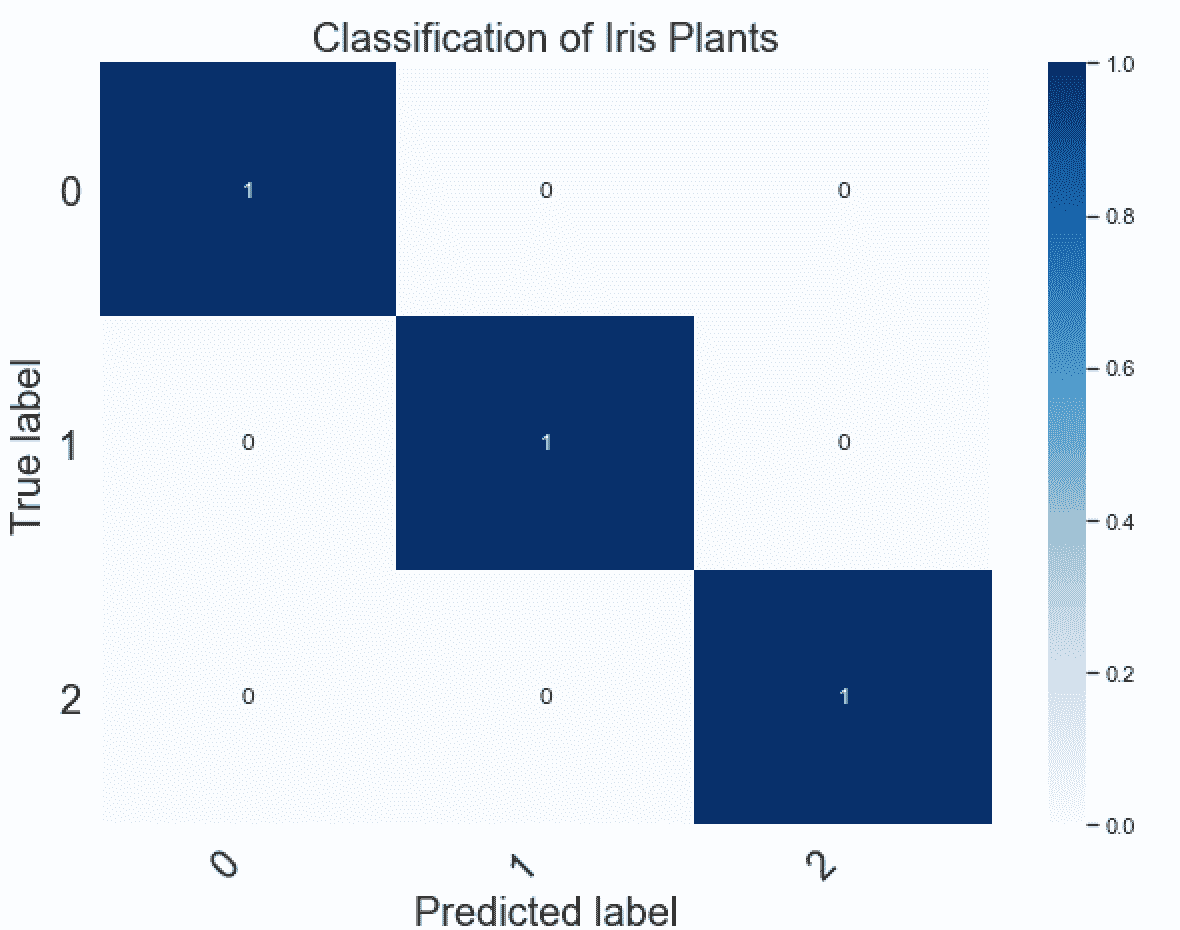 Classification of Iris Plants
1.0
0 1 0 0
0.8
0.6
True label
1 0 1 0
0.4
0.2
2 0 0 1
0.0
0 1 2
Predicted label